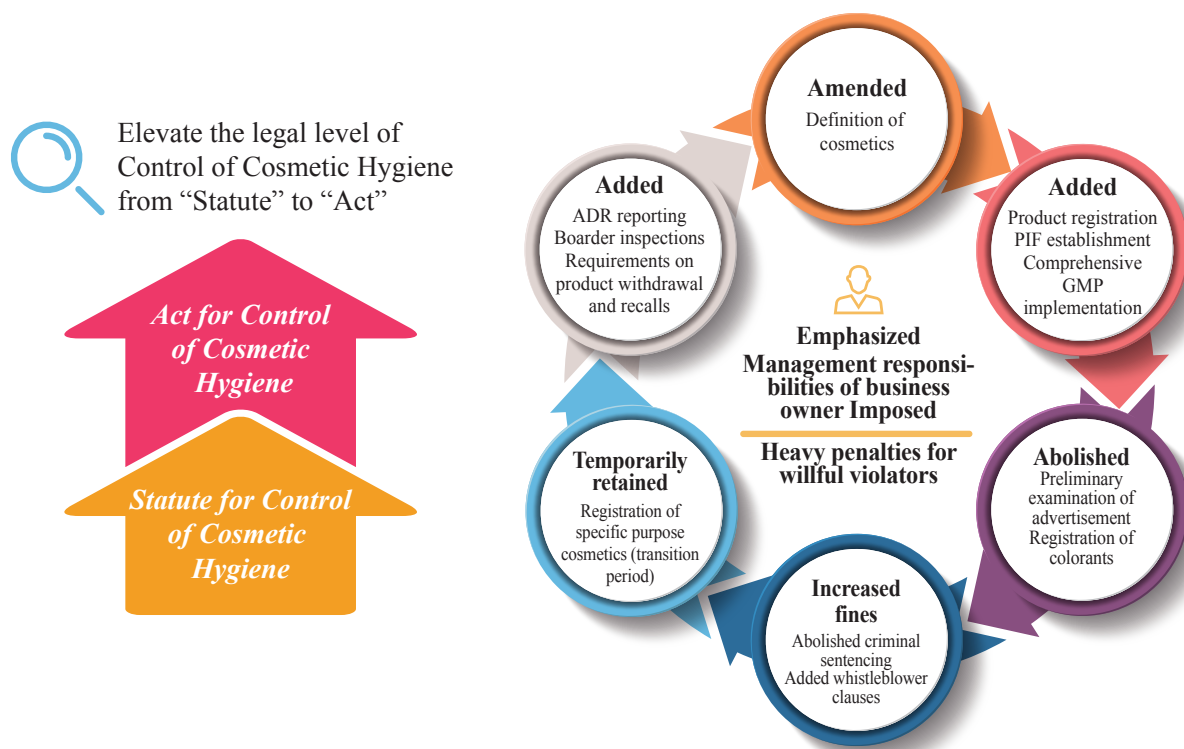 Elevate the legal level of
Control of Cosmetic Hygiene
from “Statute” to “Act”
Act for Control
of Cosmetic
Hygiene
Statute for Control
of Cosmetic
Hygiene
Amended
Definition of
cosmetics
Added
Product registration
PIF establishment
Comprehensive
GMP
implementation
Abolished
Preliminary
examination of
advertisement
Registration of
colorants
Increased
fines
Abolished criminal
sentencing
Added whistleblower
clauses
Temporarily
retained
Registration of
specific purpose
cosmetics (transition
period)
Added
ADR reporting
Boarder inspections
Requirements on
product withdrawal
and recalls
Emphasized
Management responsi-
bilities of business
owner Imposed
Heavy penalties for
willful violators